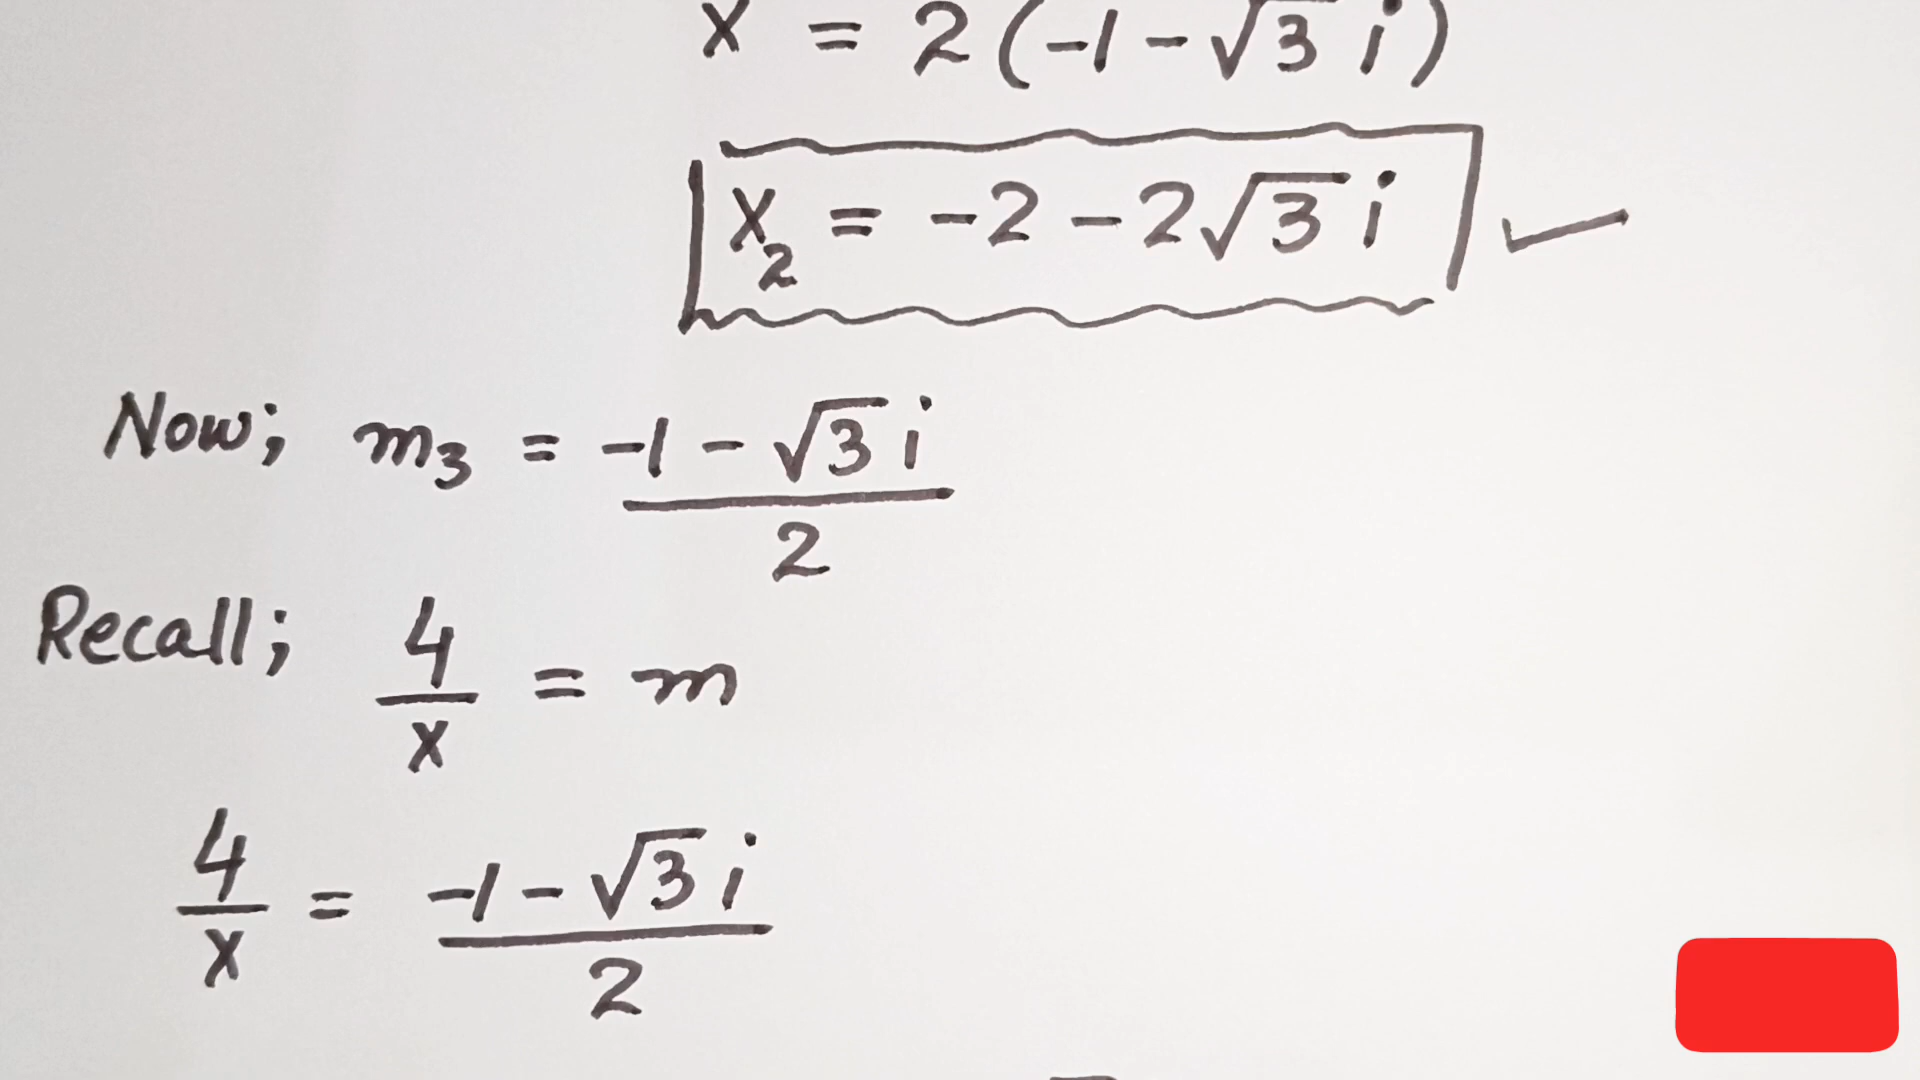 x = 2(-1-√3 i)
x₂ = -2-2√3 i ✓
Now; m₃ = (-1-√3 i)/2
Recall; 4/x = m
4/x = (-1-√3 i)/2